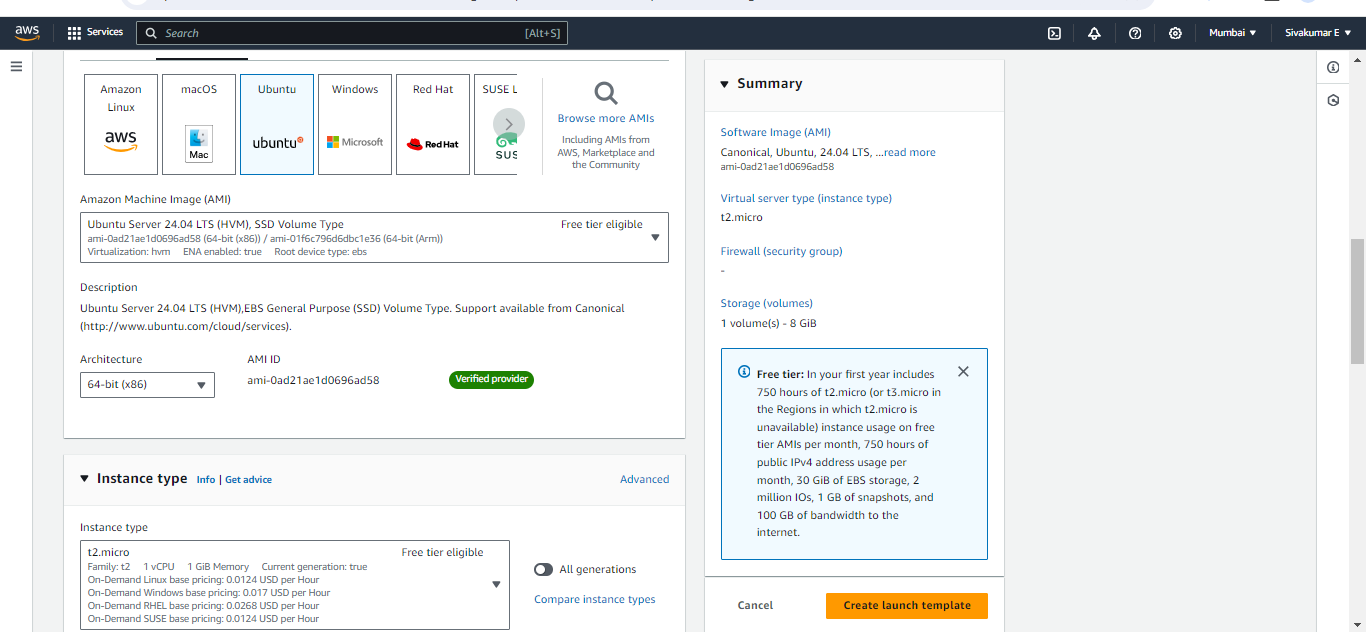 aws
Services
Search
[Alt+S]
Mumbai
Sivakumar E
Amazon Linux
aws
macOS
Mac
Ubuntu
ubuntu
Windows
Microsoft
Red Hat
Red Hat
SUSE L
SUS
Browse more AMIs
Including AMIs from
AWS, Marketplace and
the Community
Amazon Machine Image (AMI)
Ubuntu Server 24.04 LTS (HVM), SSD Volume Type Free tier eligible
ami-0ad21ae1d0696ad58 (64-bit (x86)) / ami-01f6c796d6dbc1e36 (64-bit (Arm))
Virtualization: hvm ENA enabled: true Root device type: ebs
Description
Ubuntu Server 24.04 LTS (HVM),EBS General Purpose (SSD) Volume Type. Support available from Canonical
(http://www.ubuntu.com/cloud/services).
Architecture
64-bit (x86)
AMI ID
ami-0ad21ae1d0696ad58
Verified provider
Instance type Info | Get advice
Advanced
Instance type
t2.micro Free tier eligible
Family: t2 1 vCPU 1 GiB Memory Current generation: true
On-Demand Linux base pricing: 0.0124 USD per Hour
On-Demand Windows base pricing: 0.017 USD per Hour
On-Demand RHEL base pricing: 0.0268 USD per Hour
On-Demand SUSE base pricing: 0.0124 USD per Hour
All generations
Compare instance types
Summary
Software Image (AMI)
Canonical, Ubuntu, 24.04 LTS, ...read more
ami-0ad21ae1d0696ad58
Virtual server type (instance type)
t2.micro
Firewall (security group)
-
Storage (volumes)
1 volume(s) - 8 GiB
Free tier: In your first year includes
750 hours of t2.micro (or t3.micro in
the Regions in which t2.micro is
unavailable) instance usage on free
tier AMIs per month, 750 hours of
public IPv4 address usage per
month, 30 GiB of EBS storage, 2
million IOs, 1 GB of snapshots, and
100 GB of bandwidth to the
internet.
Cancel
Create launch template